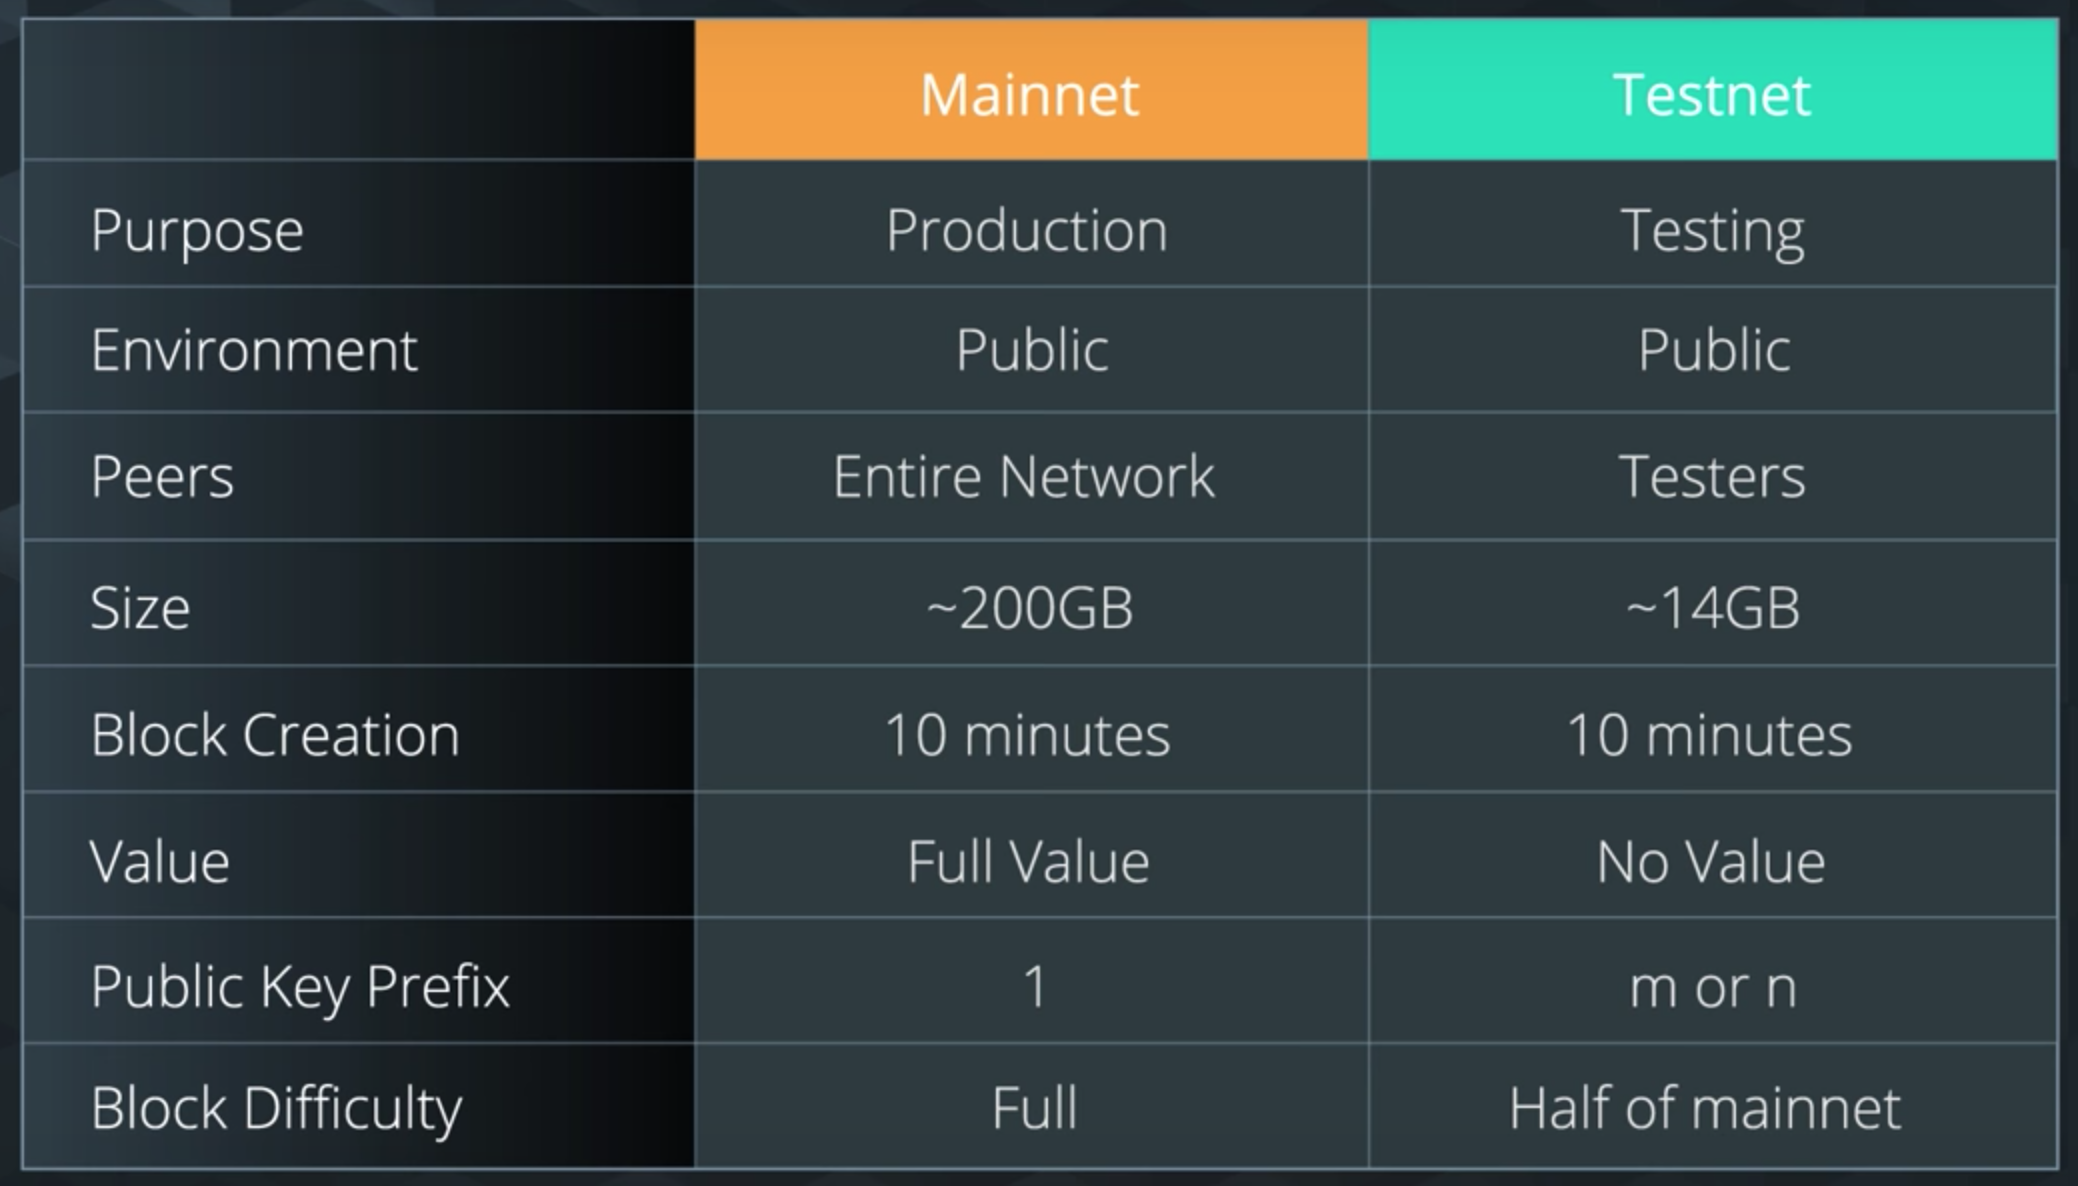 Mainnet Testnet
Purpose Production Testing
Environment Public Public
Peers Entire Network Testers
Size ~200GB ~14GB
Block Creation 10 minutes 10 minutes
Value Full Value No Value
Public Key Prefix 1 m or n
Block Difficulty Full Half of mainnet